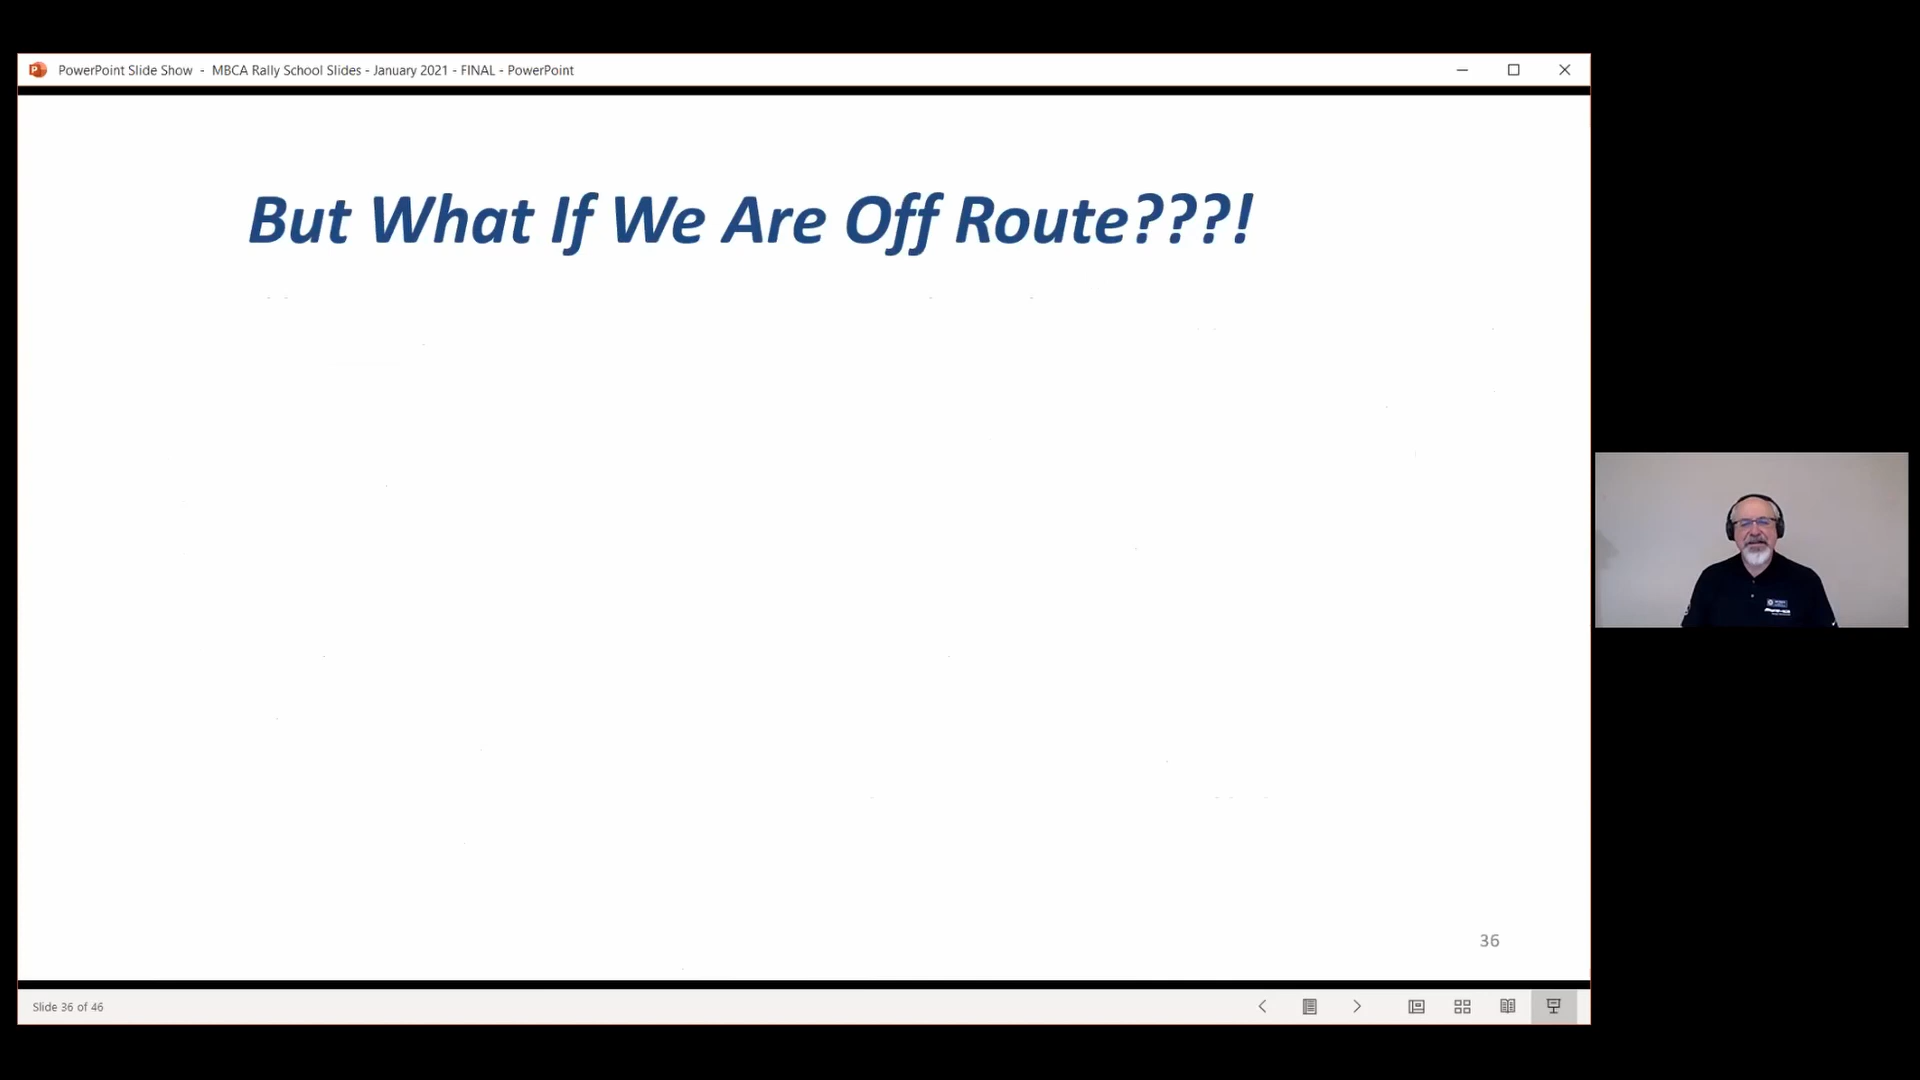 PowerPoint Slide Show - MBCA Rally School Slides - January 2021 - FINAL - PowerPoint
But What If We Are Off Route???!
36
Slide 36 of 46